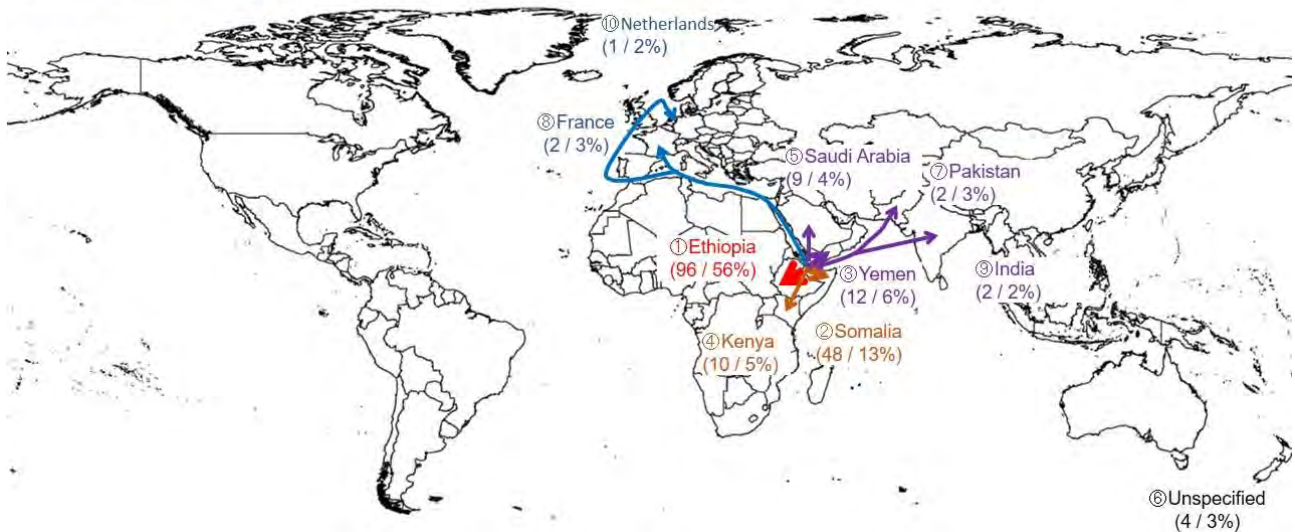 ⑩Netherlands
(1 / 2%)
⑧France
(2 / 3%)
⑤Saudi Arabia
(9 / 4%)
⑦Pakistan
(2 / 3%)
①Ethiopia
(96 / 56%)
③Yemen
(12 / 6%)
⑨India
(2 / 2%)
④Kenya
(10 / 5%)
②Somalia
(48 / 13%)
⑥Unspecified
(4 / 3%)